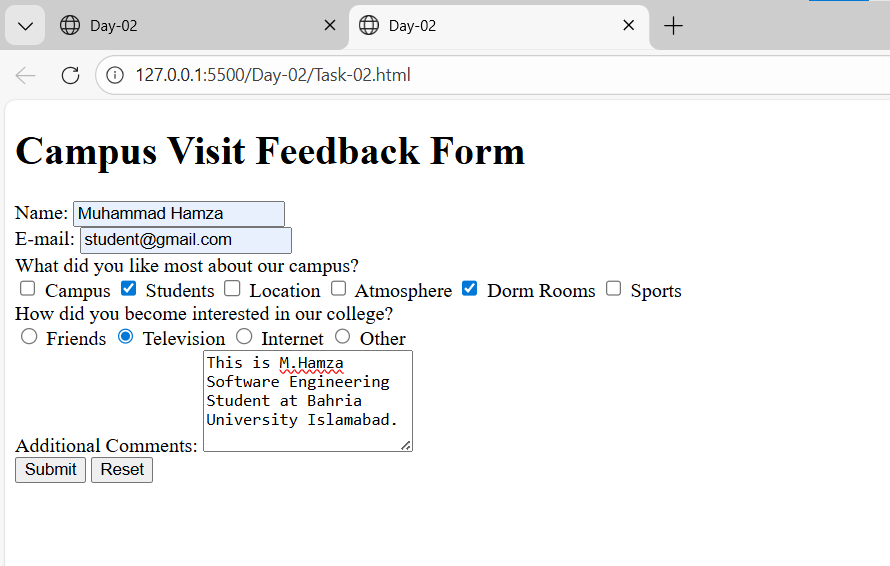 Day-02
Day-02
127.0.0.1:5500/Day-02/Task-02.html
Campus Visit Feedback Form
Name: Muhammad Hamza
E-mail: student@gmail.com
What did you like most about our campus?
Campus Students Location Atmosphere Dorm Rooms Sports
How did you become interested in our college?
Friends Television Internet Other
This is M.Hamza
Software Engineering
Student at Bahria
University Islamabad.
Additional Comments:
Submit Reset